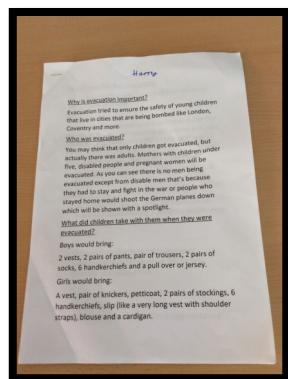 Harry
Why is evacuation important?
Evacuation tried to ensure the safety of young children
that live in cities that are being bombed like London,
Coventry and more.
Who was evacuated?
You may think that only children got evacuated, but
actually there was adults. Mothers with children under
five, disabled people and pregnant women will be
evacuated. As you can see there is no men being
evacuated except from disable men that's because
they had to stay and fight in the war or people who
stayed home would shoot the German planes down
which will be shown with a spotlight.
What did children take with them when they were
evacuated?
Boys would bring:
2 vests, 2 pairs of pants, pair of trousers, 2 pairs of
socks, 6 handkerchiefs and a pull over or jersey.
Girls would bring:
A vest, pair of knickers, petticoat, 2 pairs of stockings, 6
handkerchiefs, slip (like a very long vest with shoulder
straps), blouse and a cardigan.